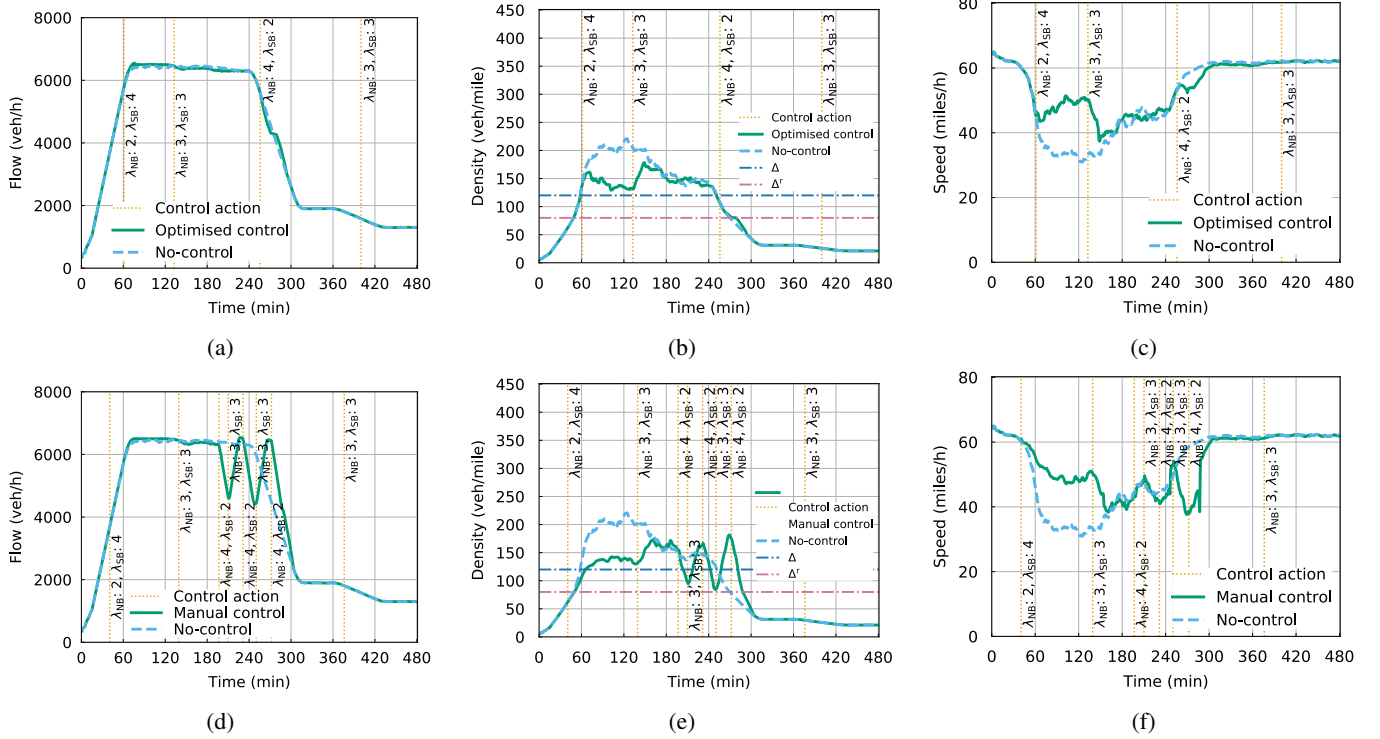 8000
6000
4000
2000
0
Flow (veh/h)
λNB: 2, λSB: 4
λNB: 3, λSB: 3
λNB: 4, λSB: 2
λNB: 3, λSB: 3
Control action
Optimised control
No-control
0 60 120 180 240 300 360 420 480
Time (min)
(a)
450
400
350
300
250
200
150
100
50
0
Density (veh/mile)
λNB: 2, λSB: 4
λNB: 3, λSB: 3
λNB: 4, λSB: 2
λNB: 3, λSB: 3
Control action
Optimised control
No-control
Δ
Δr
0 60 120 180 240 300 360 420 480
Time (min)
(b)
80
60
40
20
0
Speed (miles/h)
λNB: 2, λSB: 4
λNB: 3, λSB: 3
λNB: 4, λSB: 2
λNB: 3, λSB: 3
Control action
Optimised control
No-control
0 60 120 180 240 300 360 420 480
Time (min)
(c)
8000
6000
4000
2000
0
Flow (veh/h)
λNB: 2, λSB: 4
λNB: 3, λSB: 3
λNB: 4, λSB: 2
λNB: 3, λSB: 3
λNB: 4, λSB: 2
λNB: 3, λSB: 3
λNB: 4, λSB: 2
λNB: 3, λSB: 3
Control action
Manual control
No-control
0 60 120 180 240 300 360 420 480
Time (min)
(d)
450
400
350
300
250
200
150
100
50
0
Density (veh/mile)
λNB: 2, λSB: 4
λNB: 3, λSB: 3
λNB: 4, λSB: 2
λNB: 3, λSB: 3
λNB: 4, λSB: 2
λNB: 3, λSB: 3
λNB: 4, λSB: 2
λNB: 3, λSB: 3
Control action
Manual control
No-control
Δ
Δr
0 60 120 180 240 300 360 420 480
Time (min)
(e)
80
60
40
20
0
Speed (miles/h)
λNB: 2, λSB: 4
λNB: 3, λSB: 3
λNB: 4, λSB: 2
λNB: 3, λSB: 3
λNB: 4, λSB: 2
λNB: 3, λSB: 3
λNB: 4, λSB: 2
λNB: 3, λSB: 3
Control action
Manual control
No-control
0 60 120 180 240 300 360 420 480
Time (min)
(f)